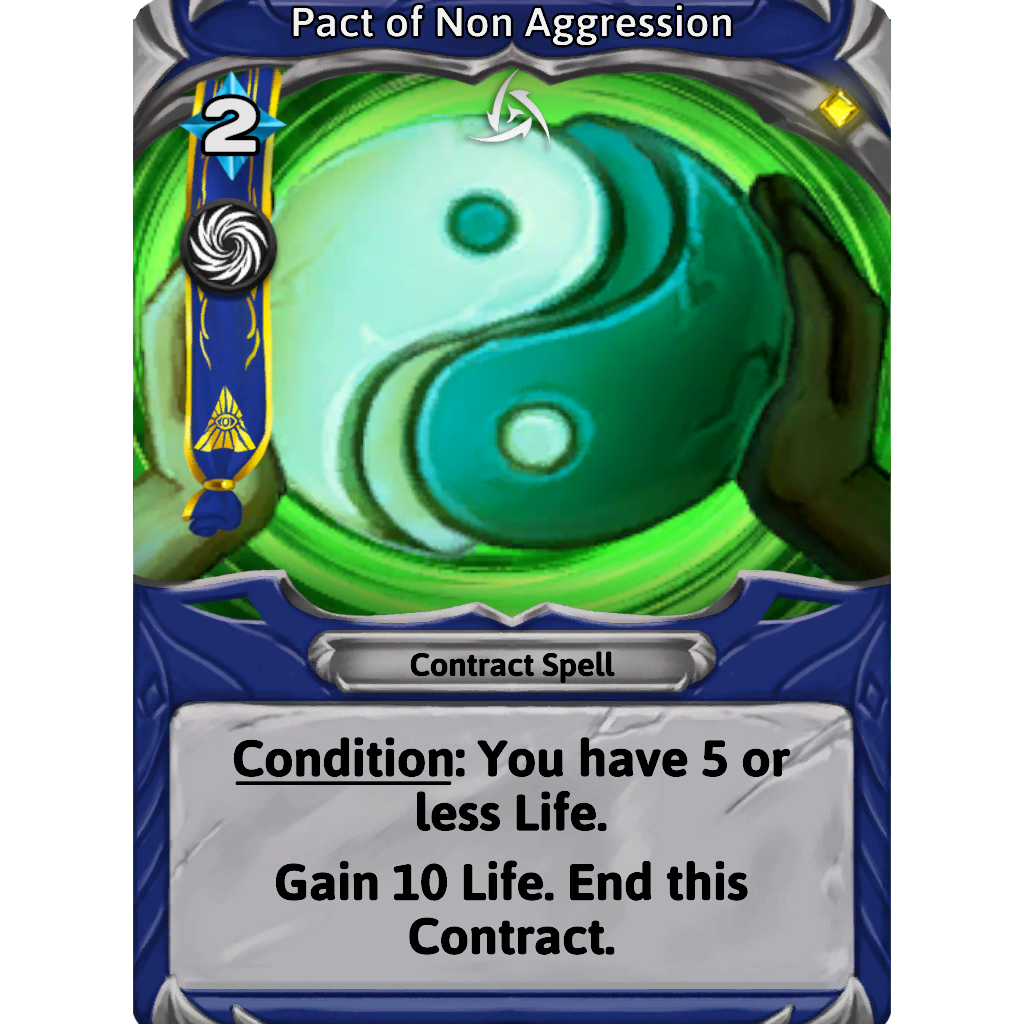 Pact of Non Aggression
2
Contract Spell
Condition: You have 5 or
less Life.
Gain 10 Life. End this
Contract.